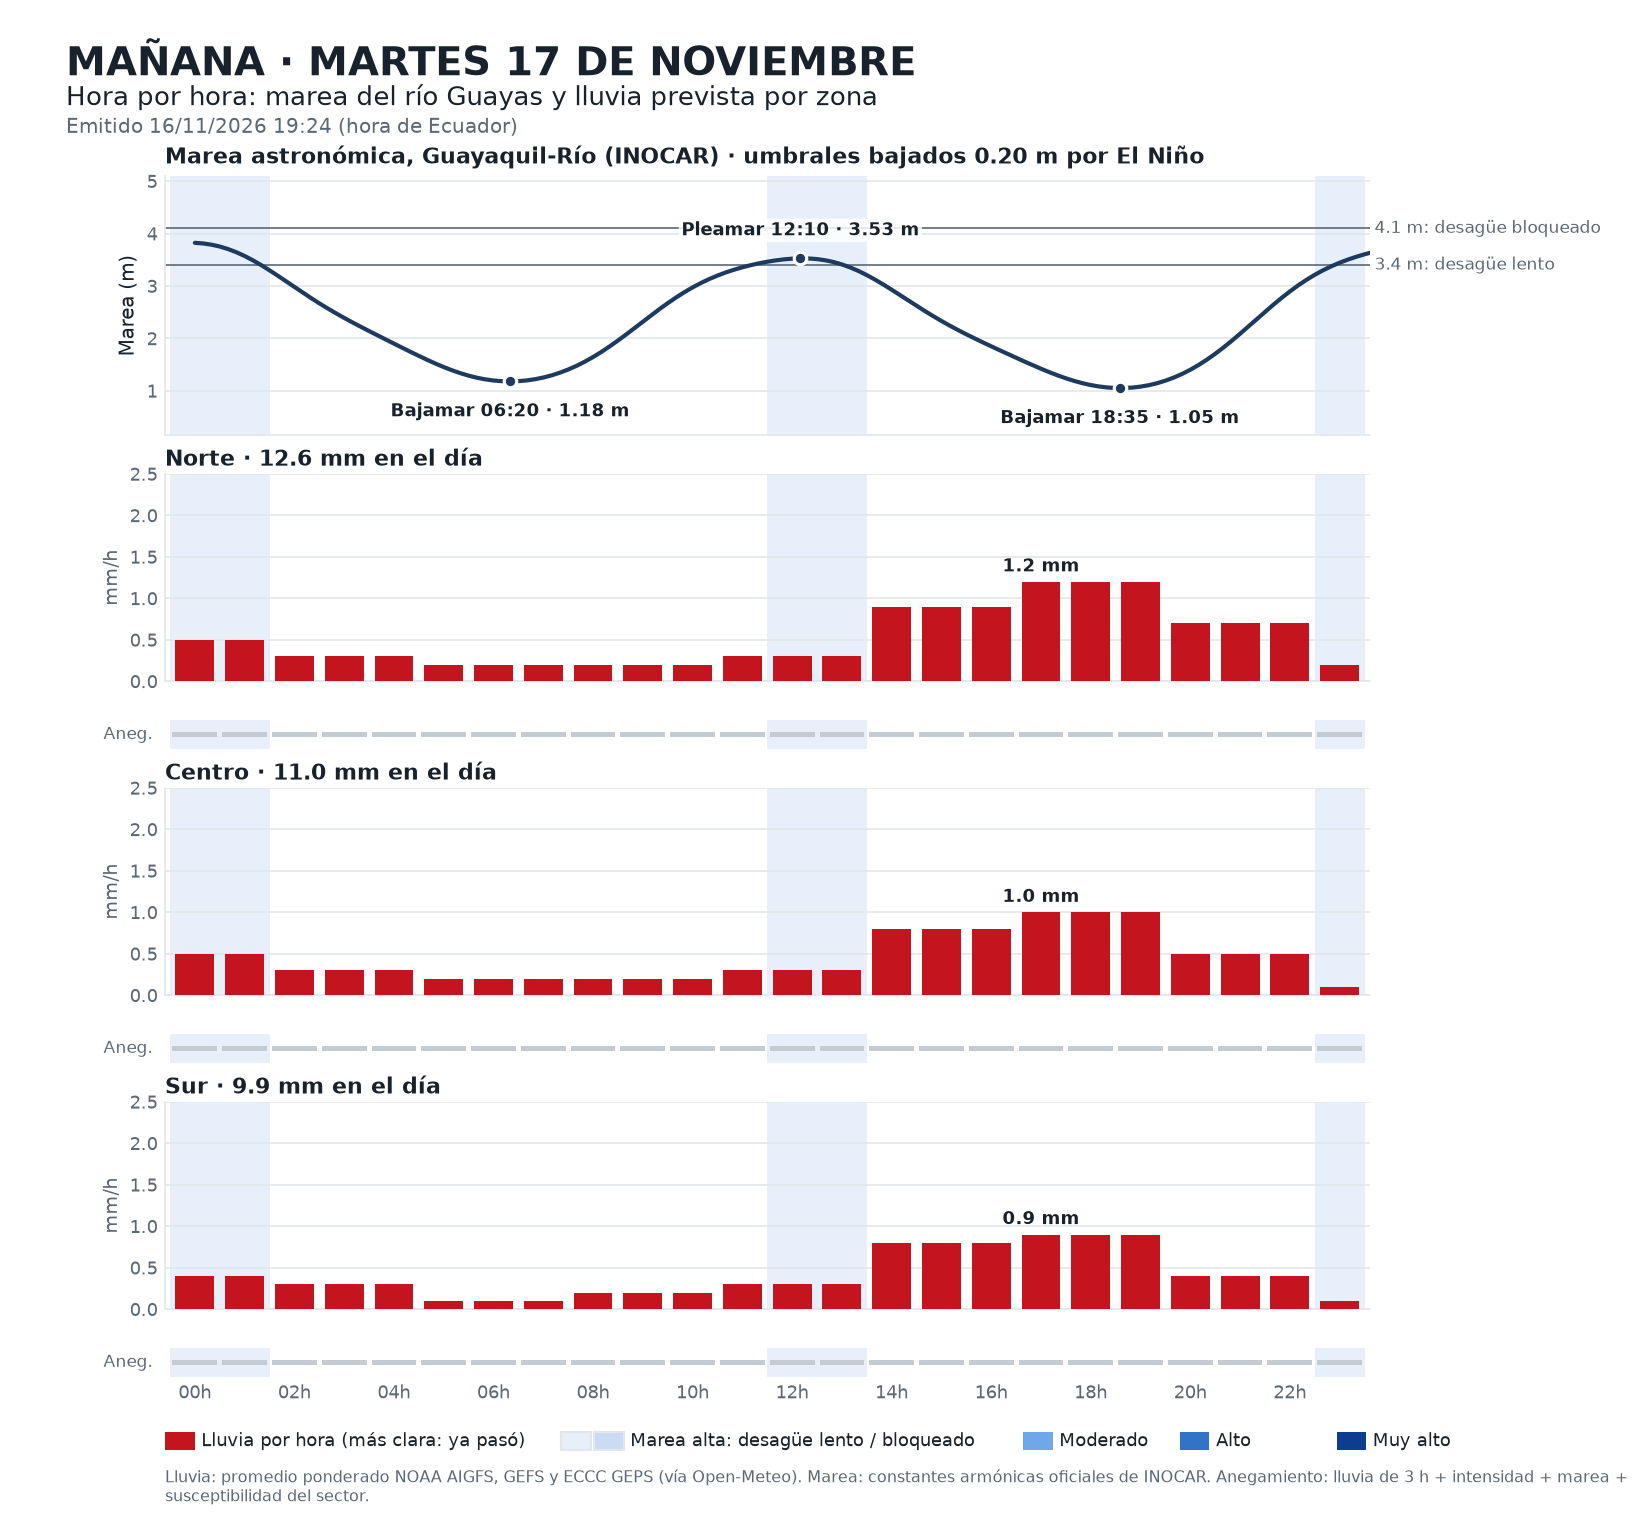 MAÑANA · MARTES 17 DE NOVIEMBRE
Hora por hora: marea del río Guayas y lluvia prevista por zona
Emitido 16/11/2026 19:24 (hora de Ecuador)
Marea astronómica, Guayaquil-Río (INOCAR) · umbrales bajados 0.20 m por El Niño
Marea (m)
5
4
3
2
1
Pleamar 12:10 · 3.53 m
4.1 m: desagüe bloqueado
3.4 m: desagüe lento
Bajamar 06:20 · 1.18 m
Bajamar 18:35 · 1.05 m
Norte · 12.6 mm en el día
mm/h
2.5
2.0
1.5
1.0
0.5
0.0
1.2 mm
Aneg.
Centro · 11.0 mm en el día
mm/h
2.5
2.0
1.5
1.0
0.5
0.0
1.0 mm
Aneg.
Sur · 9.9 mm en el día
mm/h
2.5
2.0
1.5
1.0
0.5
0.0
0.9 mm
Aneg.
00h 02h 04h 06h 08h 10h 12h 14h 16h 18h 20h 22h
Lluvia por hora (más clara: ya pasó) Marea alta: desagüe lento / bloqueado Moderado Alto Muy alto
Lluvia: promedio ponderado NOAA AIGFS, GEFS y ECCC GEPS (vía Open-Meteo). Marea: constantes armónicas oficiales de INOCAR. Anegamiento: lluvia de 3 h + intensidad + marea +
susceptibilidad del sector.